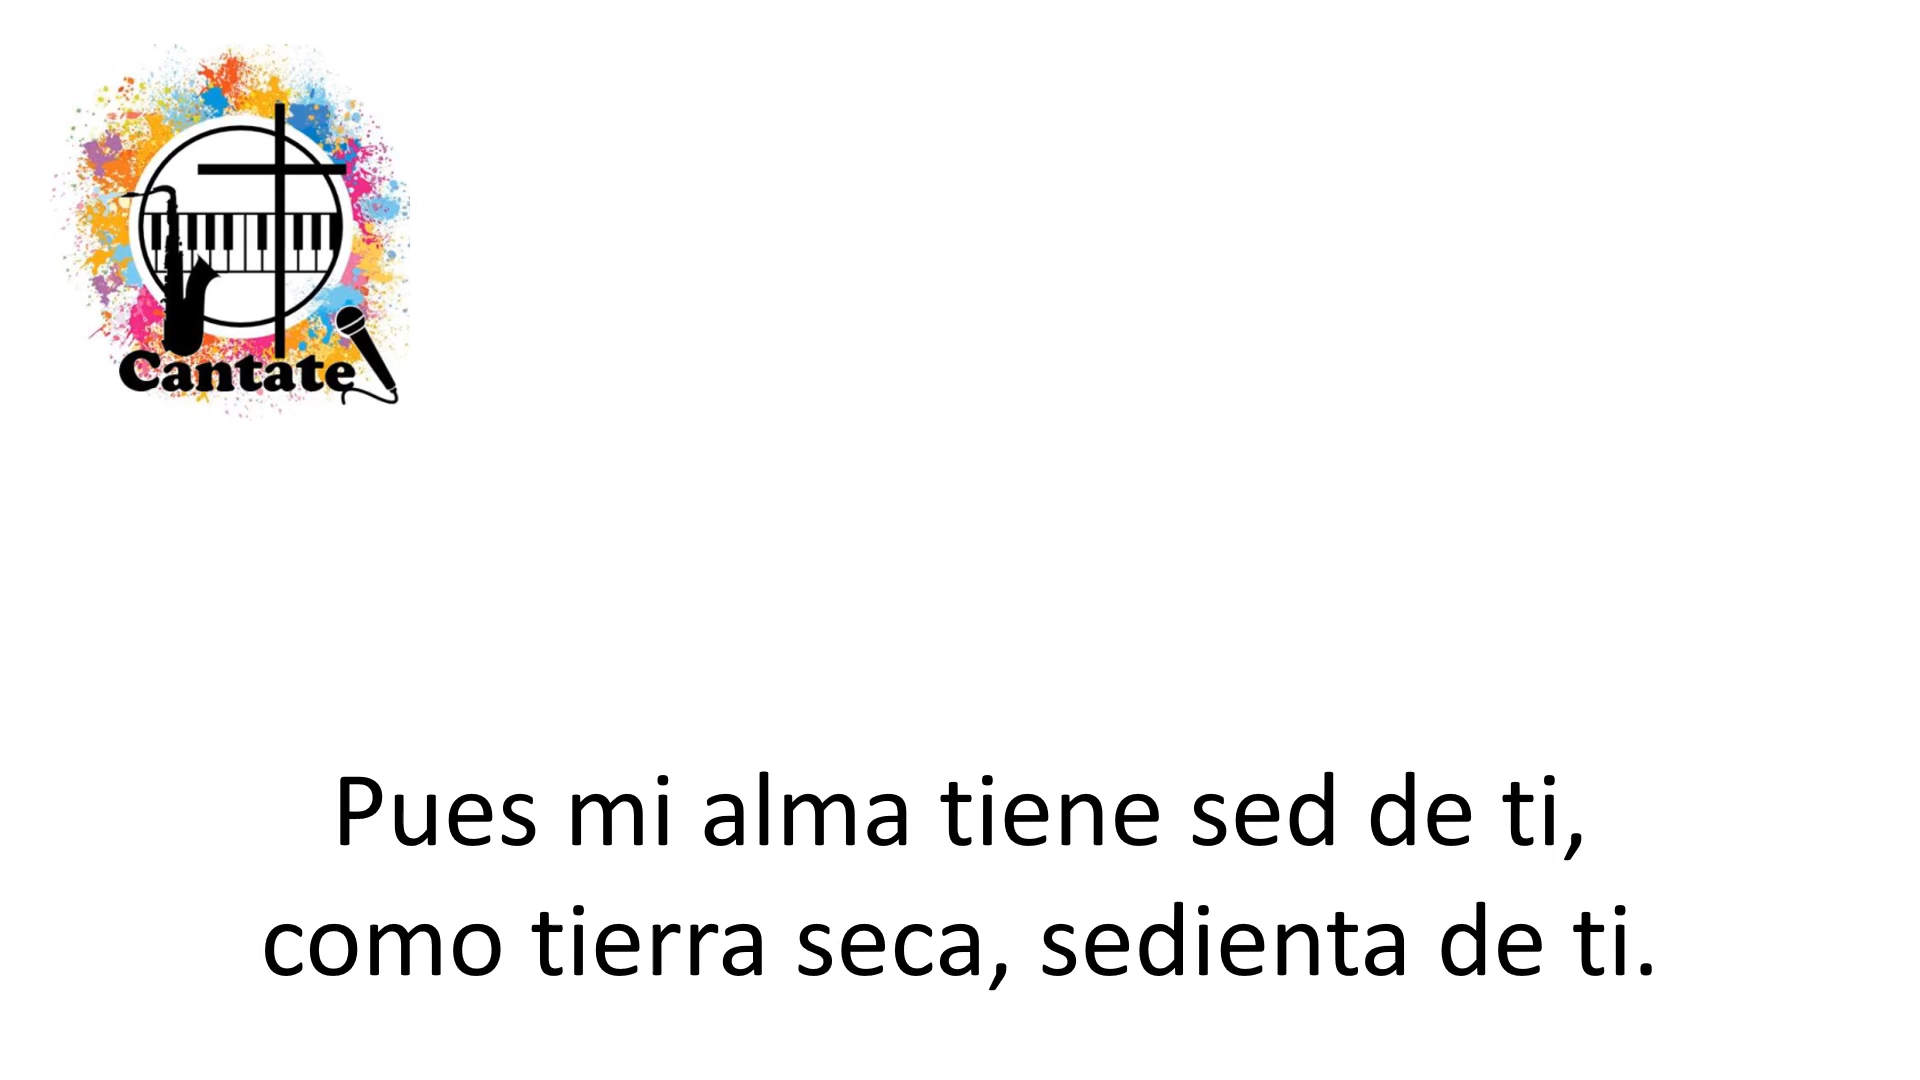 Cantate
Pues mi alma tiene sed de ti,
como tierra seca, sedienta de ti.